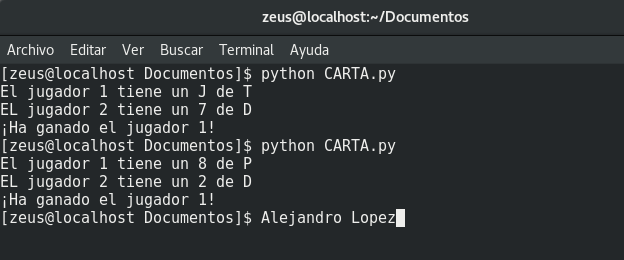 zeus@localhost:~/Documentos
Archivo Editar Ver Buscar Terminal Ayuda
[zeus@localhost Documentos]$ python CARTA.py
El jugador 1 tiene un J de T
EL jugador 2 tiene un 7 de D
¡Ha ganado el jugador 1!
[zeus@localhost Documentos]$ python CARTA.py
El jugador 1 tiene un 8 de P
EL jugador 2 tiene un 2 de D
¡Ha ganado el jugador 1!
[zeus@localhost Documentos]$ Alejandro Lopez